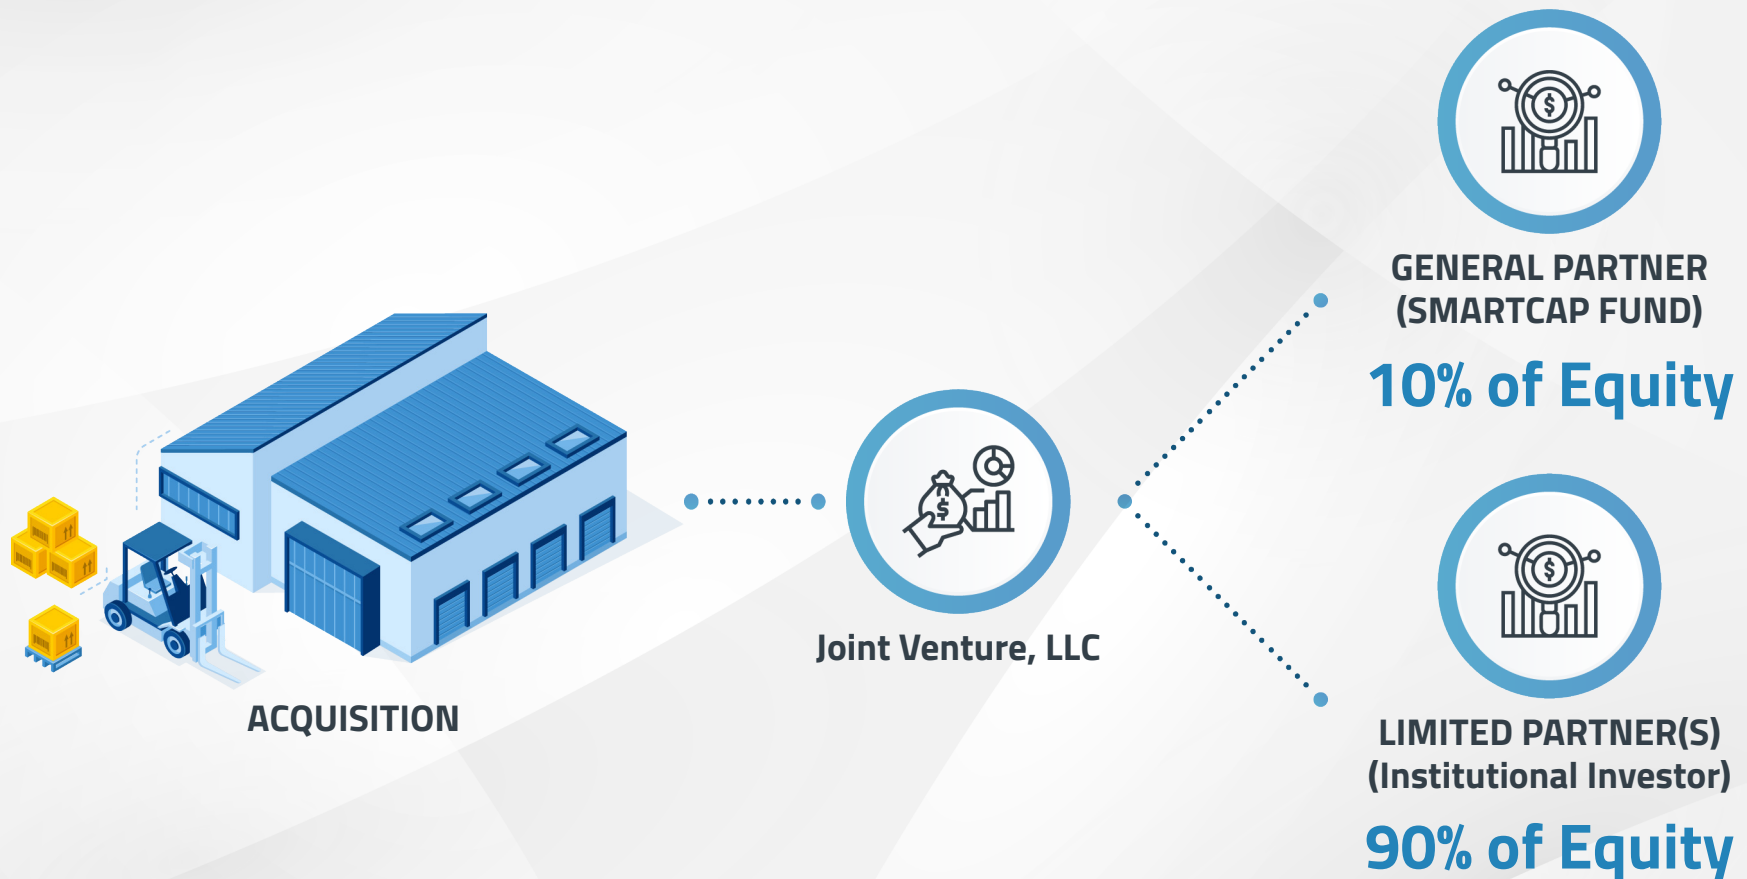 ACQUISITION
Joint Venture, LLC
GENERAL PARTNER
(SMARTCAP FUND)
10% of Equity
LIMITED PARTNER(S)
(Institutional Investor)
90% of Equity